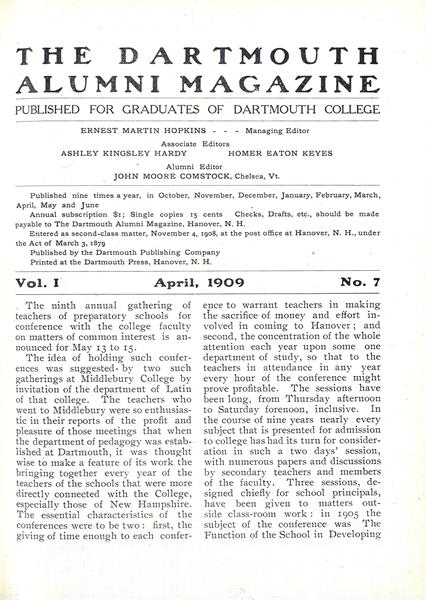 THE DARTMOUTH
ALUMNI MAGAZINE
PUBLISHED FOR GRADUATES OF DARTMOUTH COLLEGE
ERNEST MARTIN HOPKINS - - - Managing Editor
Associate Editors
ASHLEY KINGSLEY HARDY HOMER EATON KEYES
Alumni Editor
JOHN MOORE COMSTOCK, Chelsea, Vt.
Published nine times a year, in October, November, December, January, February, March,
April, May and June
Annual subscription $1; Single copies 15 cents Checks, Drafts, etc., should be made
payable to The Dartmouth Alumni Magazine, Hanover, N. H.
Entered as second-class matter, November 4, 1908, at the post office at Hanover, N. H., under
the Act of March 3, 1879
Published by the Dartmouth Publishing Company
Printed at the Dartmouth Press, Hanover, N. H.
Vol. I April, 1909 No. 7
The ninth annual gathering of
teachers of preparatory schools for
conference with the college faculty
on matters of common interest is an-
nounced for May 13 to 15.
The idea of holding such confer-
ences was suggested by two such
gatherings at Middlebury College by
invitation of the department of Latin
of that college. The teachers who
went to Middlebury were so enthusias-
tic in their reports of the profit and
pleasure of those meetings that when
the department of pedagogy was estab-
lished at Dartmouth, it was thought
wise to make a feature of its work the
bringing together every year of the
teachers of the schools that were more
directly connected with the College,
especially those of New Hampshire.
The essential characteristics of the
conferences were to be two: first, the
giving of time enough to each confer-
ence to warrant teachers in making
the sacrifice of money and effort in-
volved in coming to Hanover; and
second, the concentration of the whole
attention each year upon some one
department of study, so that to the
teachers in attendance in any year
every hour of the conference might
prove profitable. The sessions have
been long, from Thursday afternoon
to Saturday forenoon, inclusive. In
the course of nine years nearly every
subject that is presented for admission
to college has had its turn for consider-
ation in such a two days' session,
with numerous papers and discussions
by secondary teachers and members
of the faculty. Three sessions, de-
signed chiefly for school principals,
have been given to matters out-
side class-room work: in 1905 the
subject of the conference was The
Function of the School in Developing